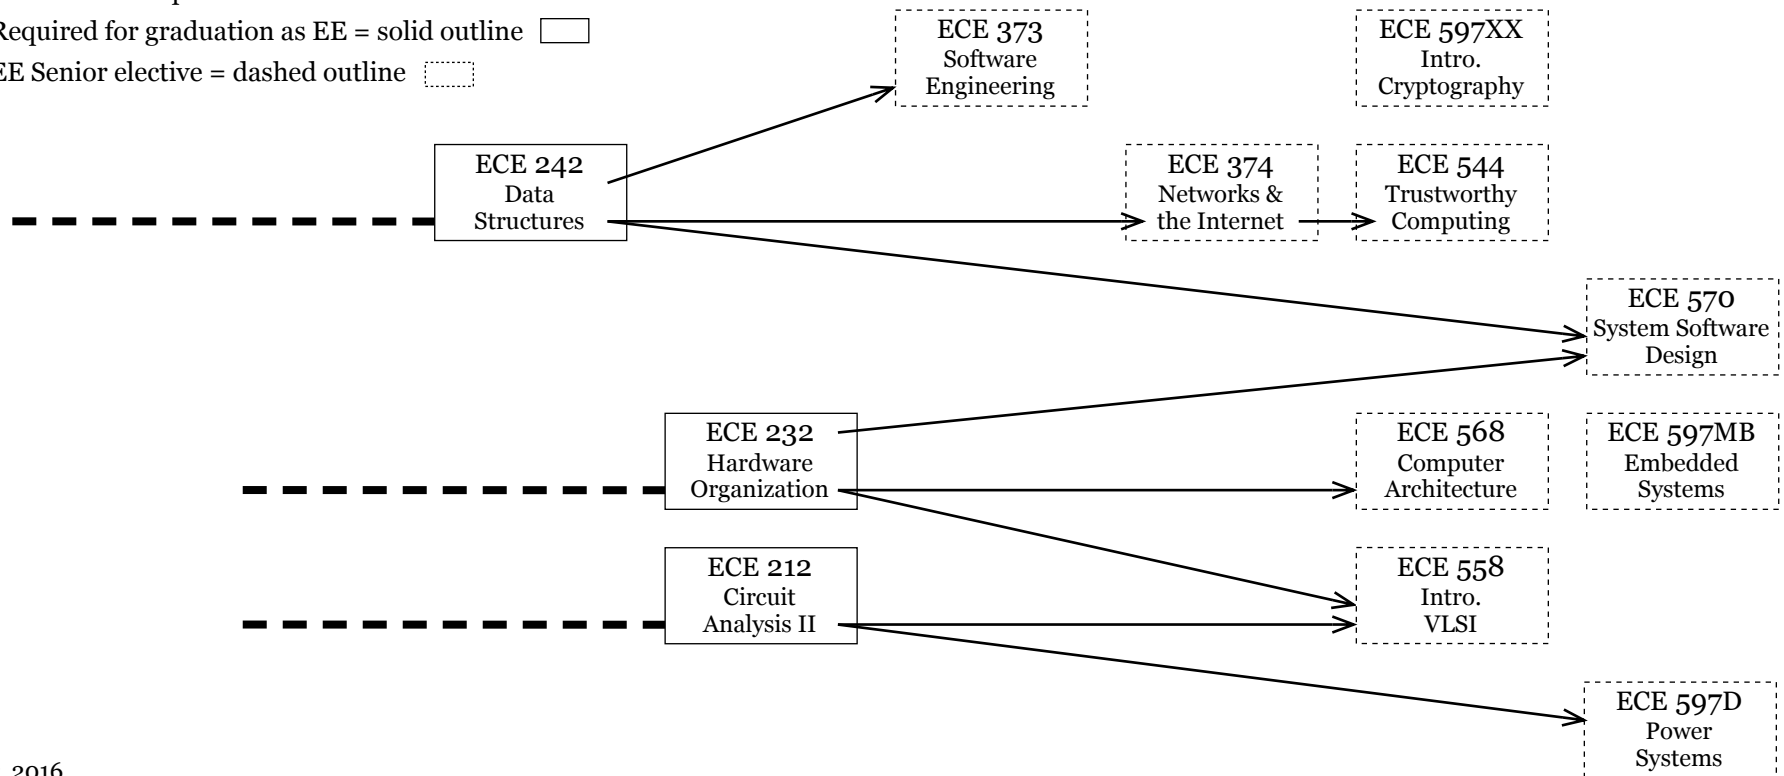 Required for graduation as EE = solid outline
EE Senior elective = dashed outline
ECE 373
Software
Engineering
ECE 597XX
Intro.
Cryptography
ECE 242
Data
Structures
ECE 374
Networks &
the Internet
ECE 544
Trustworthy
Computing
ECE 570
System Software
Design
ECE 232
Hardware
Organization
ECE 568
Computer
Architecture
ECE 597MB
Embedded
Systems
ECE 212
Circuit
Analysis II
ECE 558
Intro.
VLSI
ECE 597D
Power
Systems
2016